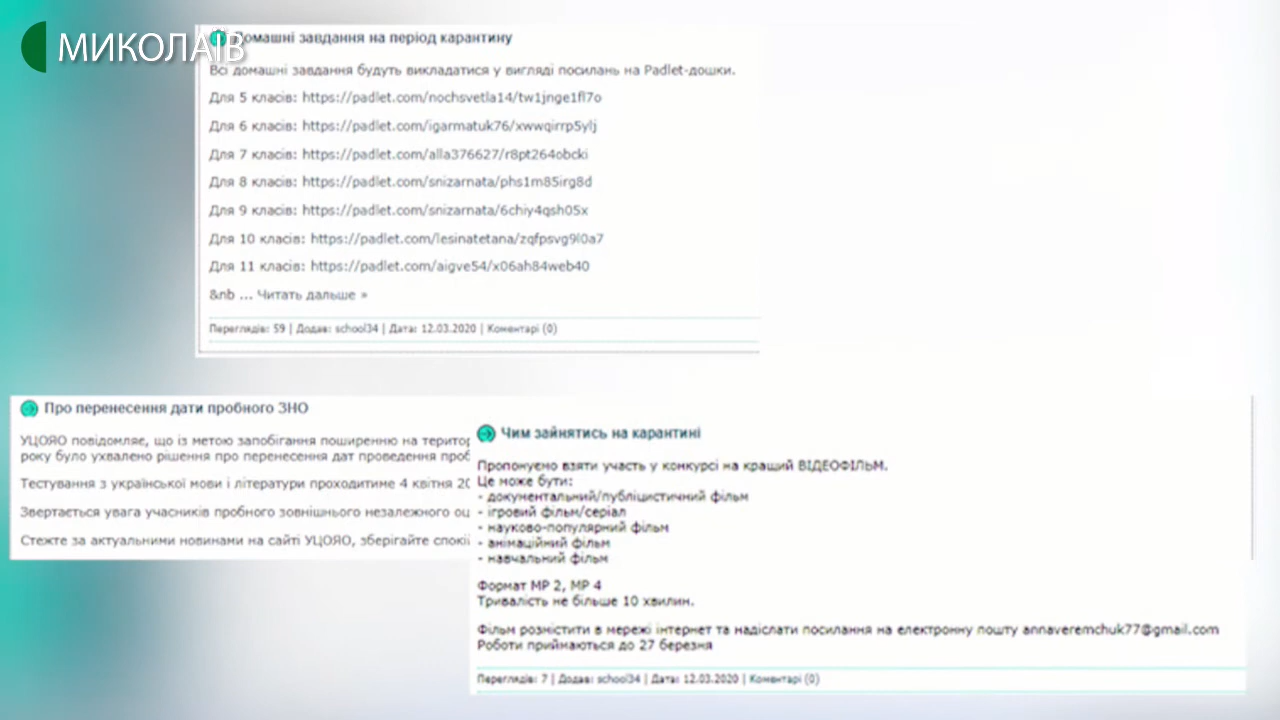 МИКОЛАЇВ
Домашні завдання на період карантину
Всі домашні завдання будуть викладатися у вигляді посилань на Padlet-дошки.
Для 5 класів: https://padlet.com/nochsvetla14/tw1jnge1fl7o
Для 6 класів: https://padlet.com/igarmatuk76/xwwqirrp5ylj
Для 7 класів: https://padlet.com/alla376627/r8pt264obcki
Для 8 класів: https://padlet.com/snizarnata/phs1m85irg8d
Для 9 класів: https://padlet.com/snizarnata/6chiy4qsh05x
Для 10 класів: https://padlet.com/lesinatetana/zqfpsvg9l0a7
Для 11 класів: https://padlet.com/aigve54/x06ah84web40
&nb ... Читать дальше »
Переглядів: 59 | Додав: school34 | Дата: 12.03.2020 | Коментарі (0)
Про перенесення дати пробного ЗНО
УЦОЯО повідомляє, що із метою запобігання поширенню на територ
року було ухвалено рішення про перенесення дат проведення проб
Тестування з української мови і літератури проходитиме 4 квітня 20
Звертається увага учасників пробного зовнішнього незалежного оц
Стежте за актуальними новинами на сайті УЦОЯО, зберігайте спокі
Чим зайнятись на карантині
Пропонуємо взяти участь у конкурсі на кращий ВІДЕОФІЛЬМ.
Це може бути:
- документальний/публіцистичний фільм
- ігровий фільм/серіал
- науково-популярний фільм
- анімаційний фільм
- навчальний фільм
Формат МР 2, МР 4
Тривалість не більше 10 хвилин.
Фільм розністити в мережі інтернет та надіслати посилання на електронну пошту annaveremchuk77@gmail.com
Роботи приймаються до 27 березня
Переглядів: 7 | Додав: school34 | Дата: 12.03.2020 | Коментарі (0)